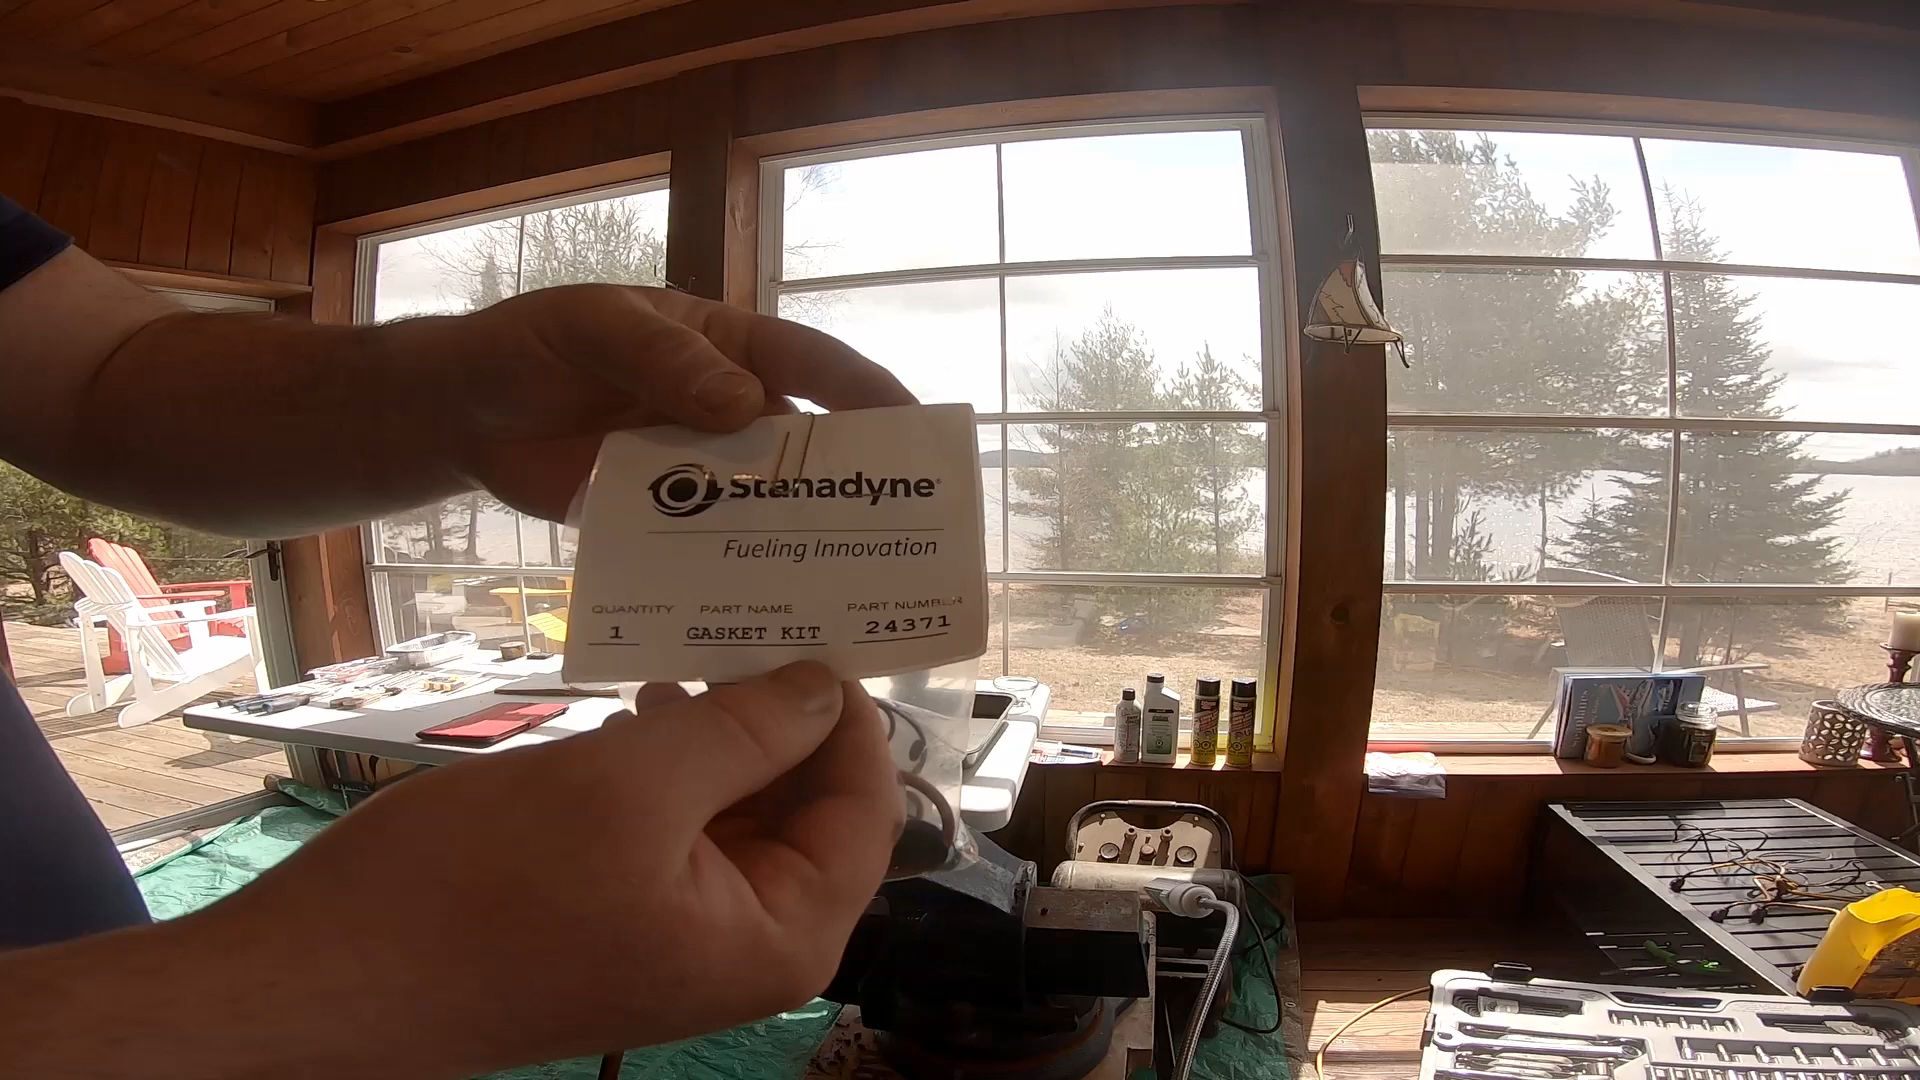 Stanadyne®
Fueling Innovation
QUANTITY PART NAME PART NUMBER
1 GASKET KIT 24371